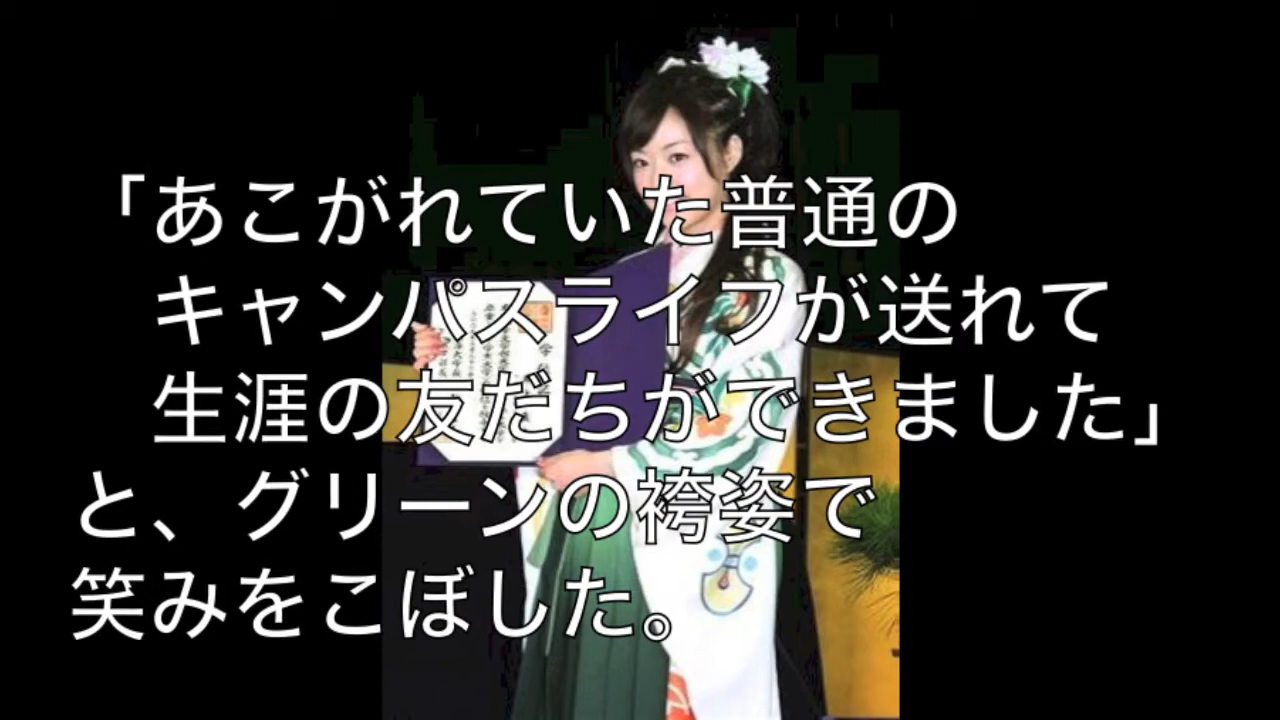 「あこがれていた普通の
キャンパスライフが送れて
生涯の友だちができました」
と、グリーンの袴姿で
笑みをこぼした。